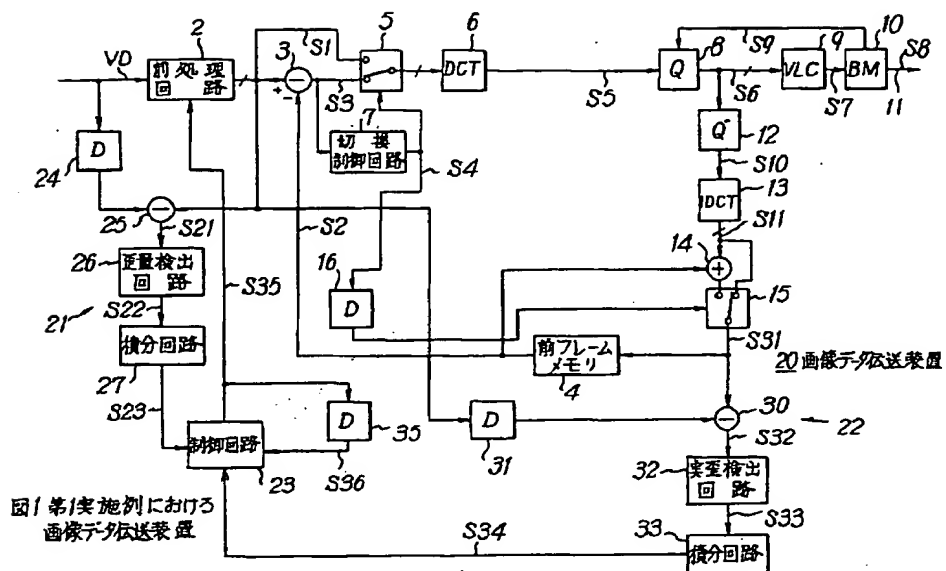 2
VD
前処理
回路
3
S1
5
6
S3
DCT
S5
8
Q
S6
S9
9
VLC
S7
10
BM
S8
11
+
-
-
7
切換
制御回路
S4
Q⁻
12
S10
13
IDCT
S11
14
+
15
S31
D
24
25
-
S21
26
歪量検出
回路
21
S22
27
積分回路
S23
S35
S2
16
D
前フレーム
メモリ
4
20 画像データ伝送装置
制御回路
23
D
35
S36
D
31
-
30
22
S32
32
実歪検出
回路
S33
33
積分回路
S34
図1 第1実施例における
画像データ伝送装置